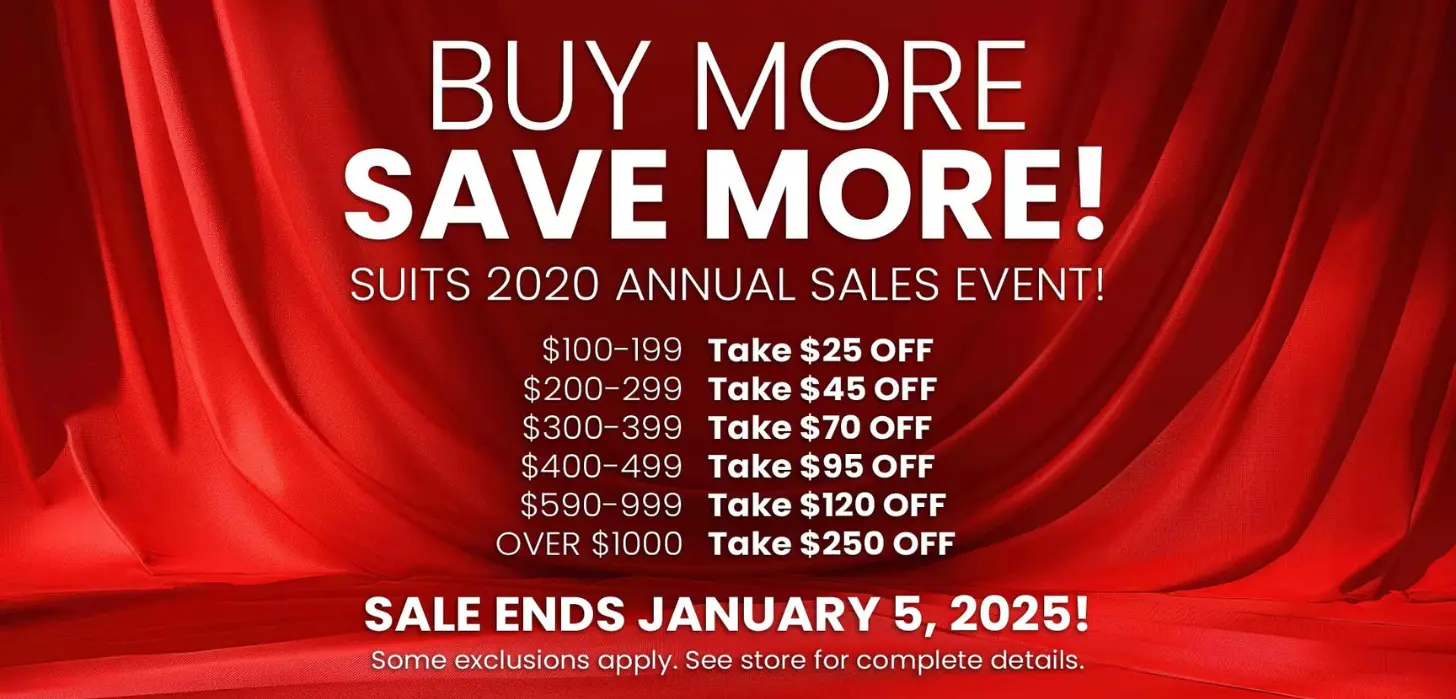 BUY MORE
SAVE MORE!
SUITS 2020 ANNUAL SALES EVENT!
$100-199 Take $25 OFF
$200-299 Take $45 OFF
$300-399 Take $70 OFF
$400-499 Take $95 OFF
$590-999 Take $120 OFF
OVER $1000 Take $250 OFF
SALE ENDS JANUARY 5, 2025!
Some exclusions apply. See store for complete details.